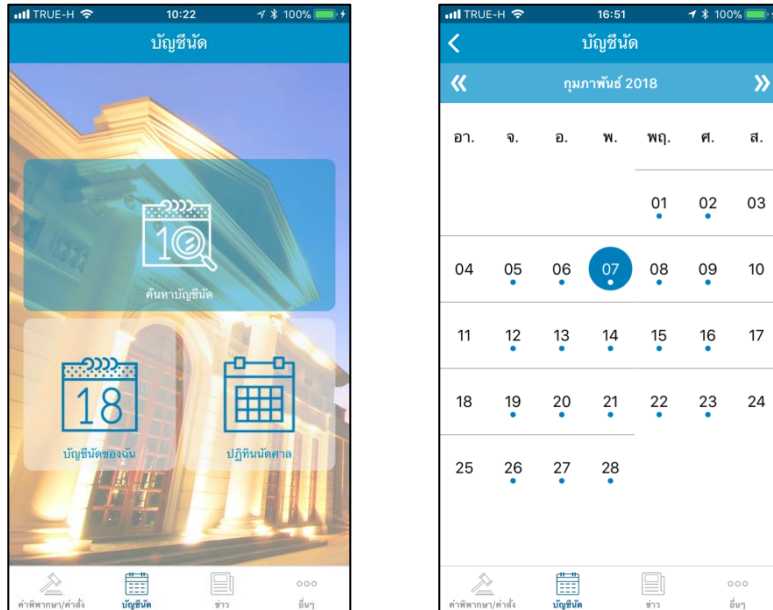 TRUE-H 10:22 100%
บัญชีนัด
10
ค้นหาบัญชีนัด
18
บัญชีนัดของฉัน ปฏิทินนัดศาล
คำพิพากษา/คำสั่ง บัญชีนัด ข่าว อื่นๆ
TRUE-H 16:51 100%
บัญชีนัด
กุมภาพันธ์ 2018
อา. จ. อ. พ. พฤ. ศ. ส.
01 02 03
04 05 06 07 08 09 10
11 12 13 14 15 16 17
18 19 20 21 22 23 24
25 26 27 28
คำพิพากษา/คำสั่ง บัญชีนัด ข่าว อื่นๆ